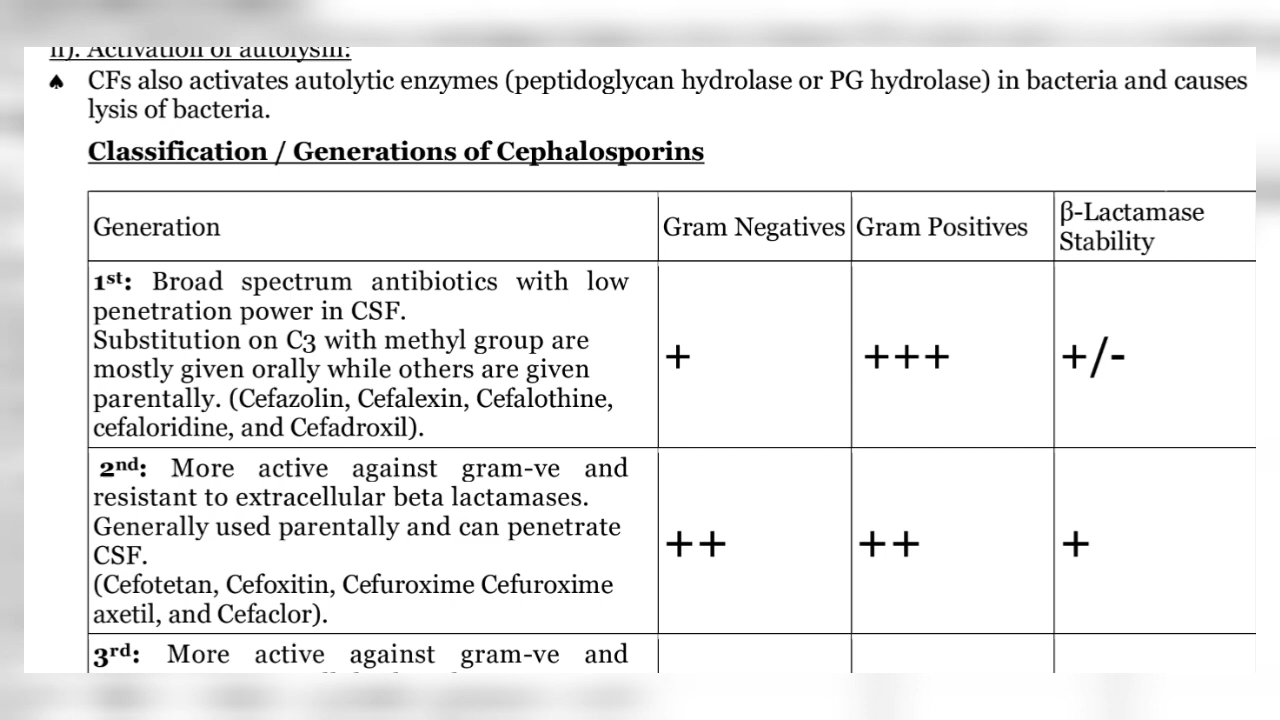 ii). Activation of autolysin:
♠ CFs also activates autolytic enzymes (peptidoglycan hydrolase or PG hydrolase) in bacteria and causes
lysis of bacteria.
Classification / Generations of Cephalosporins
Generation
Gram Negatives
Gram Positives
β-Lactamase
Stability
1st: Broad spectrum antibiotics with low
penetration power in CSF.
Substitution on C3 with methyl group are
mostly given orally while others are given
parentally. (Cefazolin, Cefalexin, Cefalothine,
cefaloridine, and Cefadroxil).
+
+++
+/-
2nd: More active against gram-ve and
resistant to extracellular beta lactamases.
Generally used parentally and can penetrate
CSF.
(Cefotetan, Cefoxitin, Cefuroxime Cefuroxime
axetil, and Cefaclor).
++
++
+
3rd: More active against gram-ve and